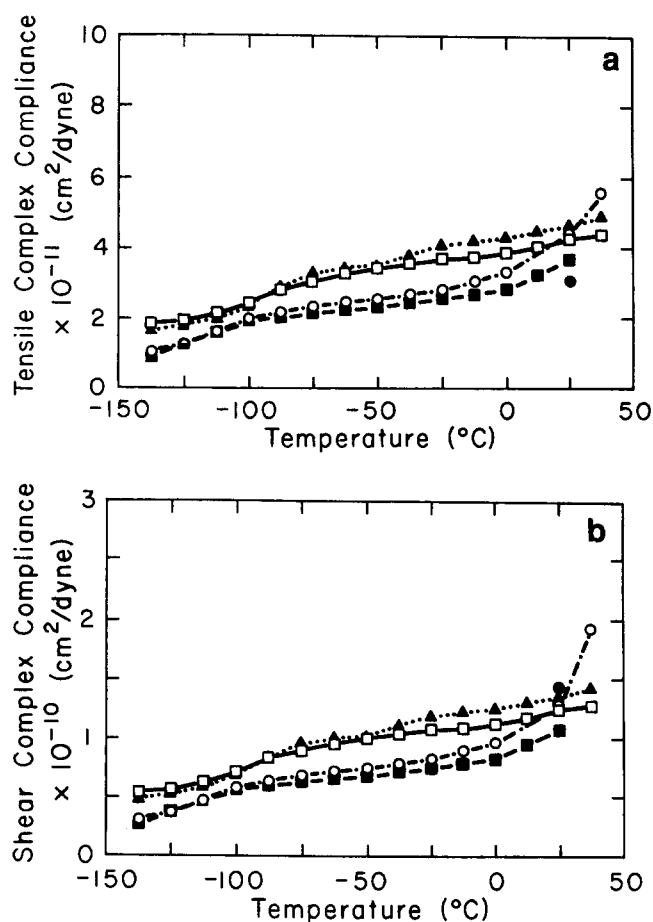 a
Tensile Complex Compliance
× 10⁻¹¹ (cm²/dyne)
10
8
6
4
2
0
-150 -100 -50 0 50
Temperature (°C)
b
Shear Complex Compliance
× 10⁻¹⁰ (cm²/dyne)
3
2
1
0
-150 -100 -50 0 50
Temperature (°C)